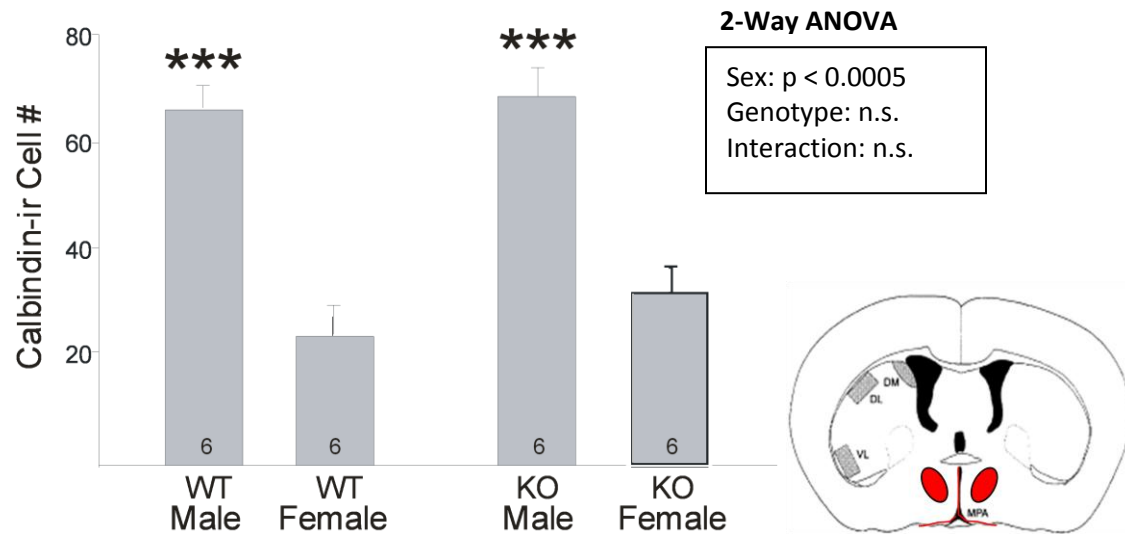 2-Way ANOVA
Sex: p < 0.0005
Genotype: n.s.
Interaction: n.s.
Calbindin-ir Cell #
80
60
40
20
***
***
6
6
6
6
WT
Male
WT
Female
KO
Male
KO
Female
DM
DL
VL
MPA